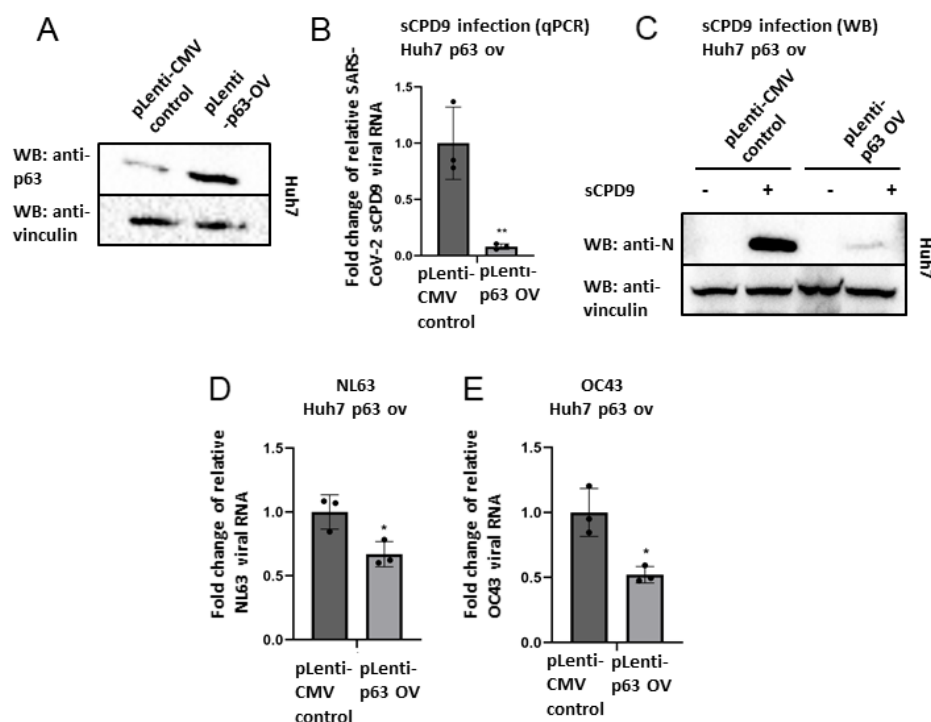 A
pLenti-CMV
control
pLenti
-p63-OV
WB: anti-
p63
WB: anti-
vinculin
Huh7
B
sCPD9 infection (qPCR)
Huh7 p63 ov
Fold change of relative SARS-
CoV-2 sCPD9 viral RNA
1.5
1.0
0.5
0.0
**
pLenti-
CMV
control
pLenti-
p63 OV
C
sCPD9 infection (WB)
Huh7 p63 ov
pLenti-CMV
control
pLenti-
p63 OV
sCPD9
-
+
-
+
WB: anti-N
WB: anti-
vinculin
Huh7
D
NL63
Huh7 p63 ov
Fold change of relative
NL63 viral RNA
1.5
1.0
0.5
0.0
*
pLenti-
CMV
control
pLenti-
p63 OV
E
OC43
Huh7 p63 ov
Fold change of relative
OC43 viral RNA
1.5
1.0
0.5
0.0
*
pLenti-
CMV
control
pLenti-
p63 OV